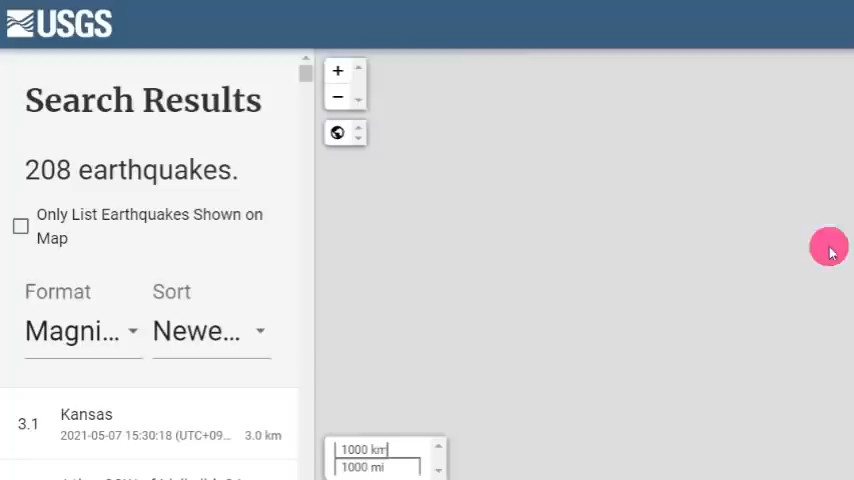 USGS
Search Results
208 earthquakes.
Only List Earthquakes Shown on
Map
Format
Sort
Magni...
Newe...
3.1
Kansas
2021-05-07 15:30:18 (UTC+09...
3.0 km
+
−
1000 km
1000 mi